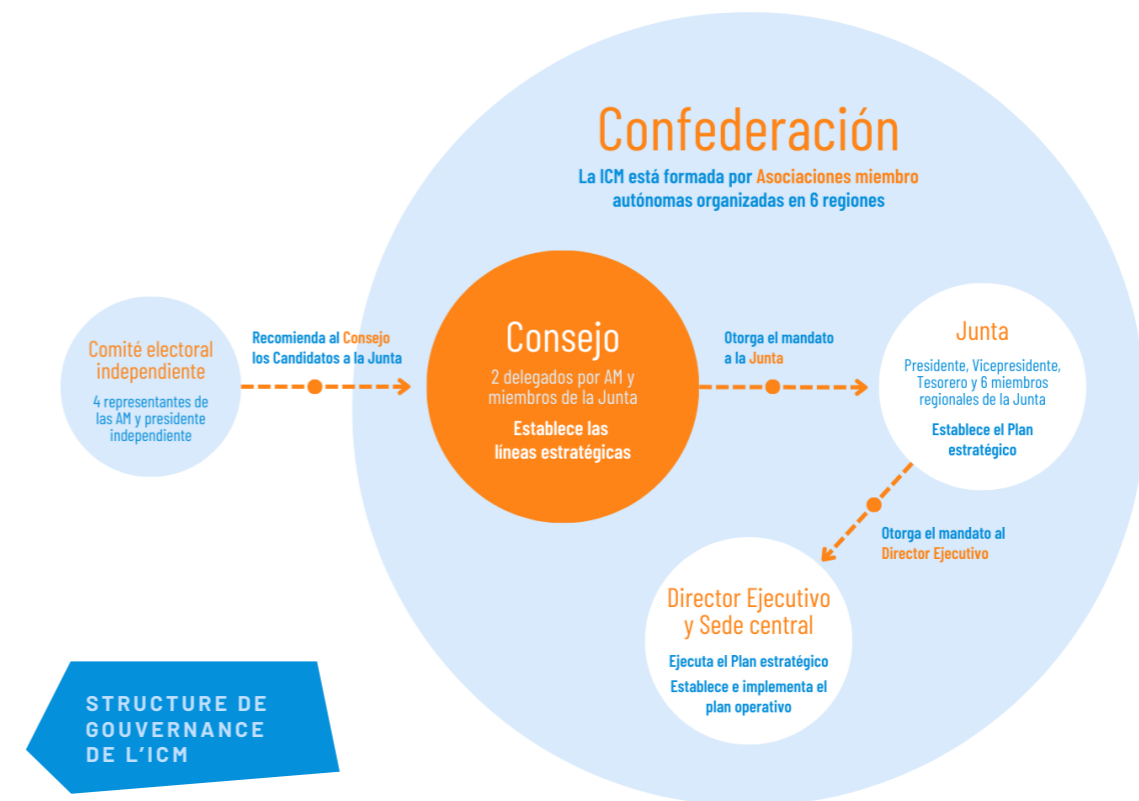 Confederación
La ICM está formada por Asociaciones miembro
autónomas organizadas en 6 regiones
Comité electoral
independiente
4 representantes de
las AM y presidente
independiente
Recomienda al Consejo
los Candidatos a la Junta
Consejo
2 delegados por AM y
miembros de la Junta
Establece las
líneas estratégicas
Otorga el mandato
a la Junta
Junta
Presidente, Vicepresidente,
Tesorero y 6 miembros
regionales de la Junta
Establece el Plan
estratégico
Otorga el mandato al
Director Ejecutivo
Director Ejecutivo
y Sede central
Ejecuta el Plan estratégico
Establece e implementa el
plan operativo
STRUCTURE DE
GOUVERNANCE
DE L'ICM